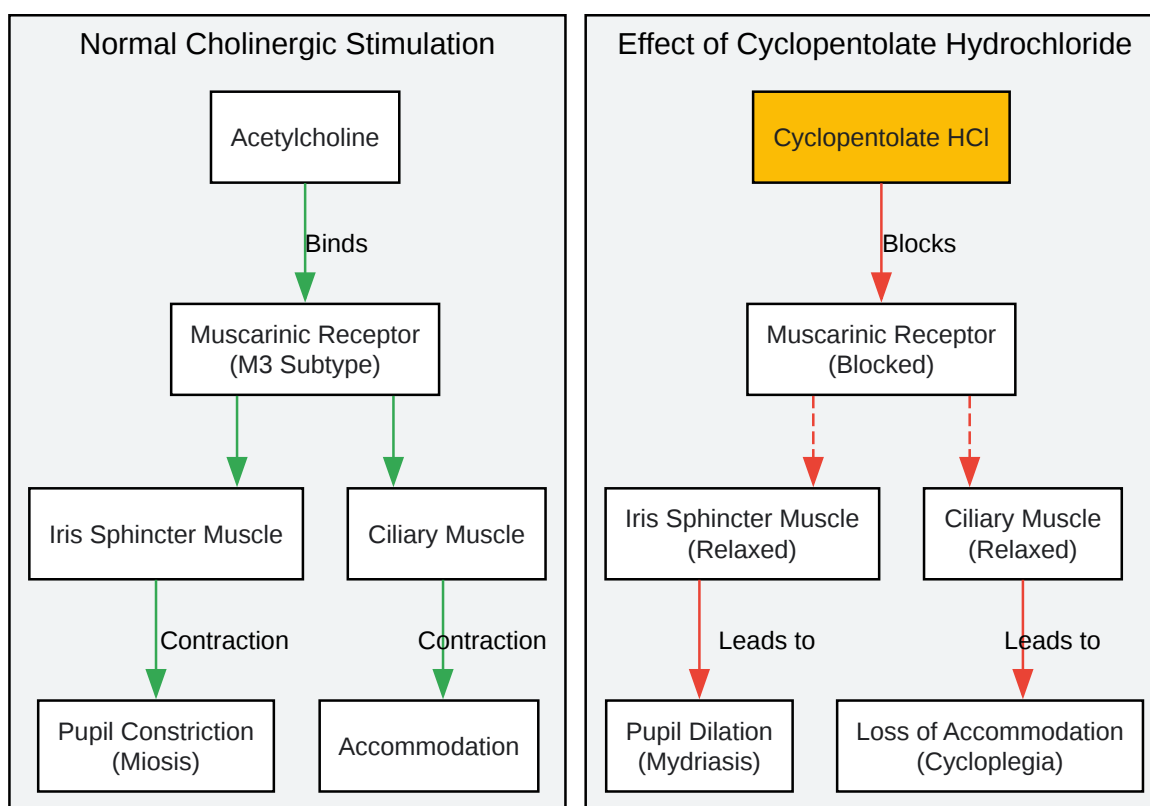 Normal Cholinergic Stimulation
Acetylcholine
Binds
Muscarinic Receptor
(M3 Subtype)
Iris Sphincter Muscle
Ciliary Muscle
Contraction
Contraction
Pupil Constriction
(Miosis)
Accommodation
Effect of Cyclopentolate Hydrochloride
Cyclopentolate HCl
Blocks
Muscarinic Receptor
(Blocked)
Iris Sphincter Muscle
(Relaxed)
Ciliary Muscle
(Relaxed)
Leads to
Leads to
Pupil Dilation
(Mydriasis)
Loss of Accommodation
(Cycloplegia)